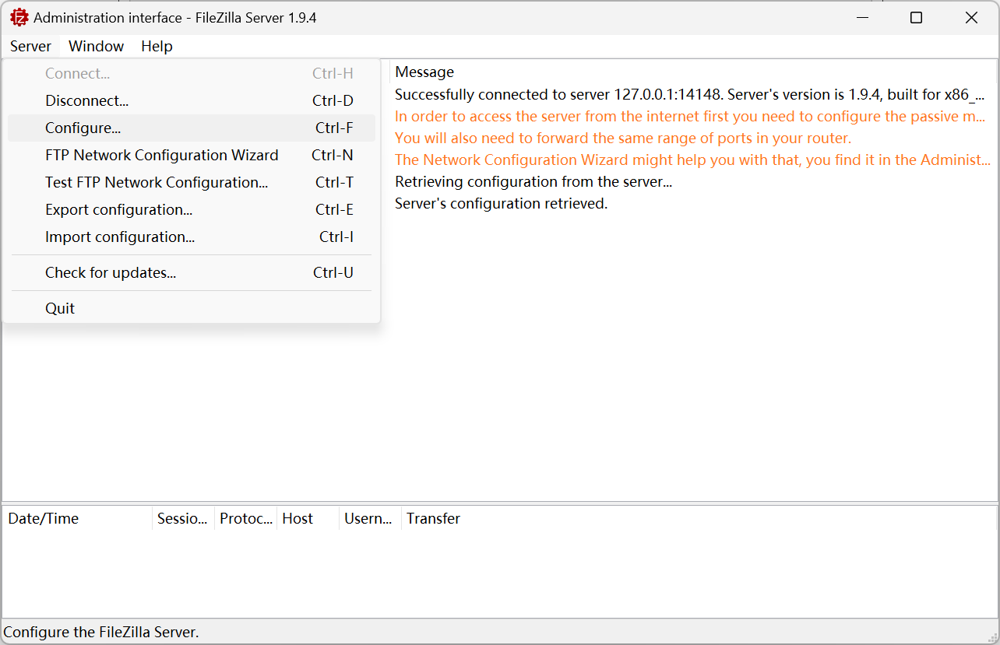 Administration interface - FileZilla Server 1.9.4
Server Window Help
Connect... Ctrl-H
Disconnect... Ctrl-D
Configure... Ctrl-F
FTP Network Configuration Wizard Ctrl-N
Test FTP Network Configuration... Ctrl-T
Export configuration... Ctrl-E
Import configuration... Ctrl-I
Check for updates... Ctrl-U
Quit
Message
Successfully connected to server 127.0.0.1:14148. Server's version is 1.9.4, built for x86_...
In order to access the server from the internet first you need to configure the passive m...
You will also need to forward the same range of ports in your router.
The Network Configuration Wizard might help you with that, you find it in the Administ...
Retrieving configuration from the server...
Server's configuration retrieved.
Date/Time Sessio... Protoc... Host Usern... Transfer
Configure the FileZilla Server.